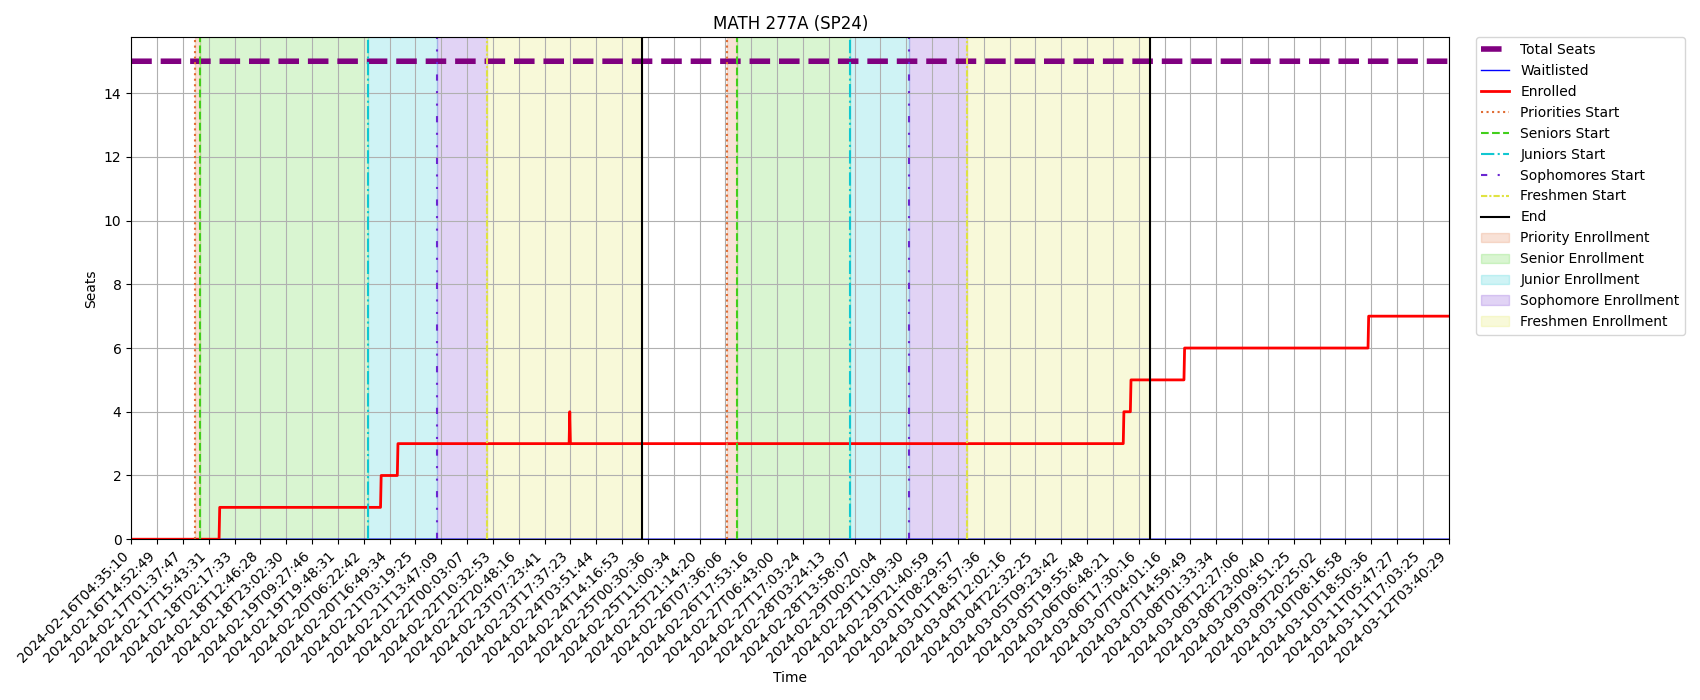 MATH 277A (SP24)
Total Seats
Waitlisted
Enrolled
Priorities Start
Seniors Start
Juniors Start
Sophomores Start
Freshmen Start
End
Priority Enrollment
Senior Enrollment
Junior Enrollment
Sophomore Enrollment
Freshmen Enrollment
Seats
14
12
10
8
6
4
2
0
2024-02-16T04:35:10
2024-02-16T14:52:49
2024-02-17T01:37:47
2024-02-17T15:43:31
2024-02-18T02:17:33
2024-02-18T12:46:28
2024-02-18T23:02:30
2024-02-19T09:27:46
2024-02-19T19:48:31
2024-02-20T06:22:42
2024-02-20T16:49:34
2024-02-21T03:19:25
2024-02-21T13:47:09
2024-02-22T00:03:07
2024-02-22T10:32:53
2024-02-22T20:48:16
2024-02-23T07:23:41
2024-02-23T17:37:23
2024-02-24T03:51:44
2024-02-24T14:16:53
2024-02-25T00:30:36
2024-02-25T11:00:34
2024-02-25T21:14:20
2024-02-26T07:36:06
2024-02-26T17:53:16
2024-02-27T06:43:00
2024-02-27T17:03:24
2024-02-28T03:24:13
2024-02-28T13:58:07
2024-02-29T00:20:04
2024-02-29T11:09:30
2024-02-29T21:40:59
2024-03-01T08:29:57
2024-03-01T18:57:36
2024-03-04T12:02:16
2024-03-04T22:32:25
2024-03-05T09:23:42
2024-03-05T19:55:48
2024-03-06T06:48:21
2024-03-06T17:30:16
2024-03-07T04:01:16
2024-03-07T14:59:49
2024-03-08T01:33:34
2024-03-08T12:27:06
2024-03-08T23:00:40
2024-03-09T09:51:25
2024-03-09T20:25:02
2024-03-10T08:16:58
2024-03-10T18:50:36
2024-03-11T05:47:27
2024-03-11T17:03:25
2024-03-12T03:40:29
Time